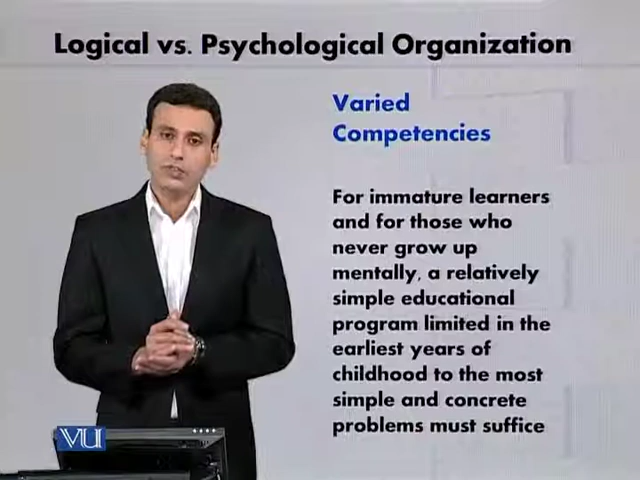 Logical vs. Psychological Organization
Varied
Competencies
For immature learners
and for those who
never grow up
mentally, a relatively
simple educational
program limited in the
earliest years of
childhood to the most
simple and concrete
problems must suffice
VU